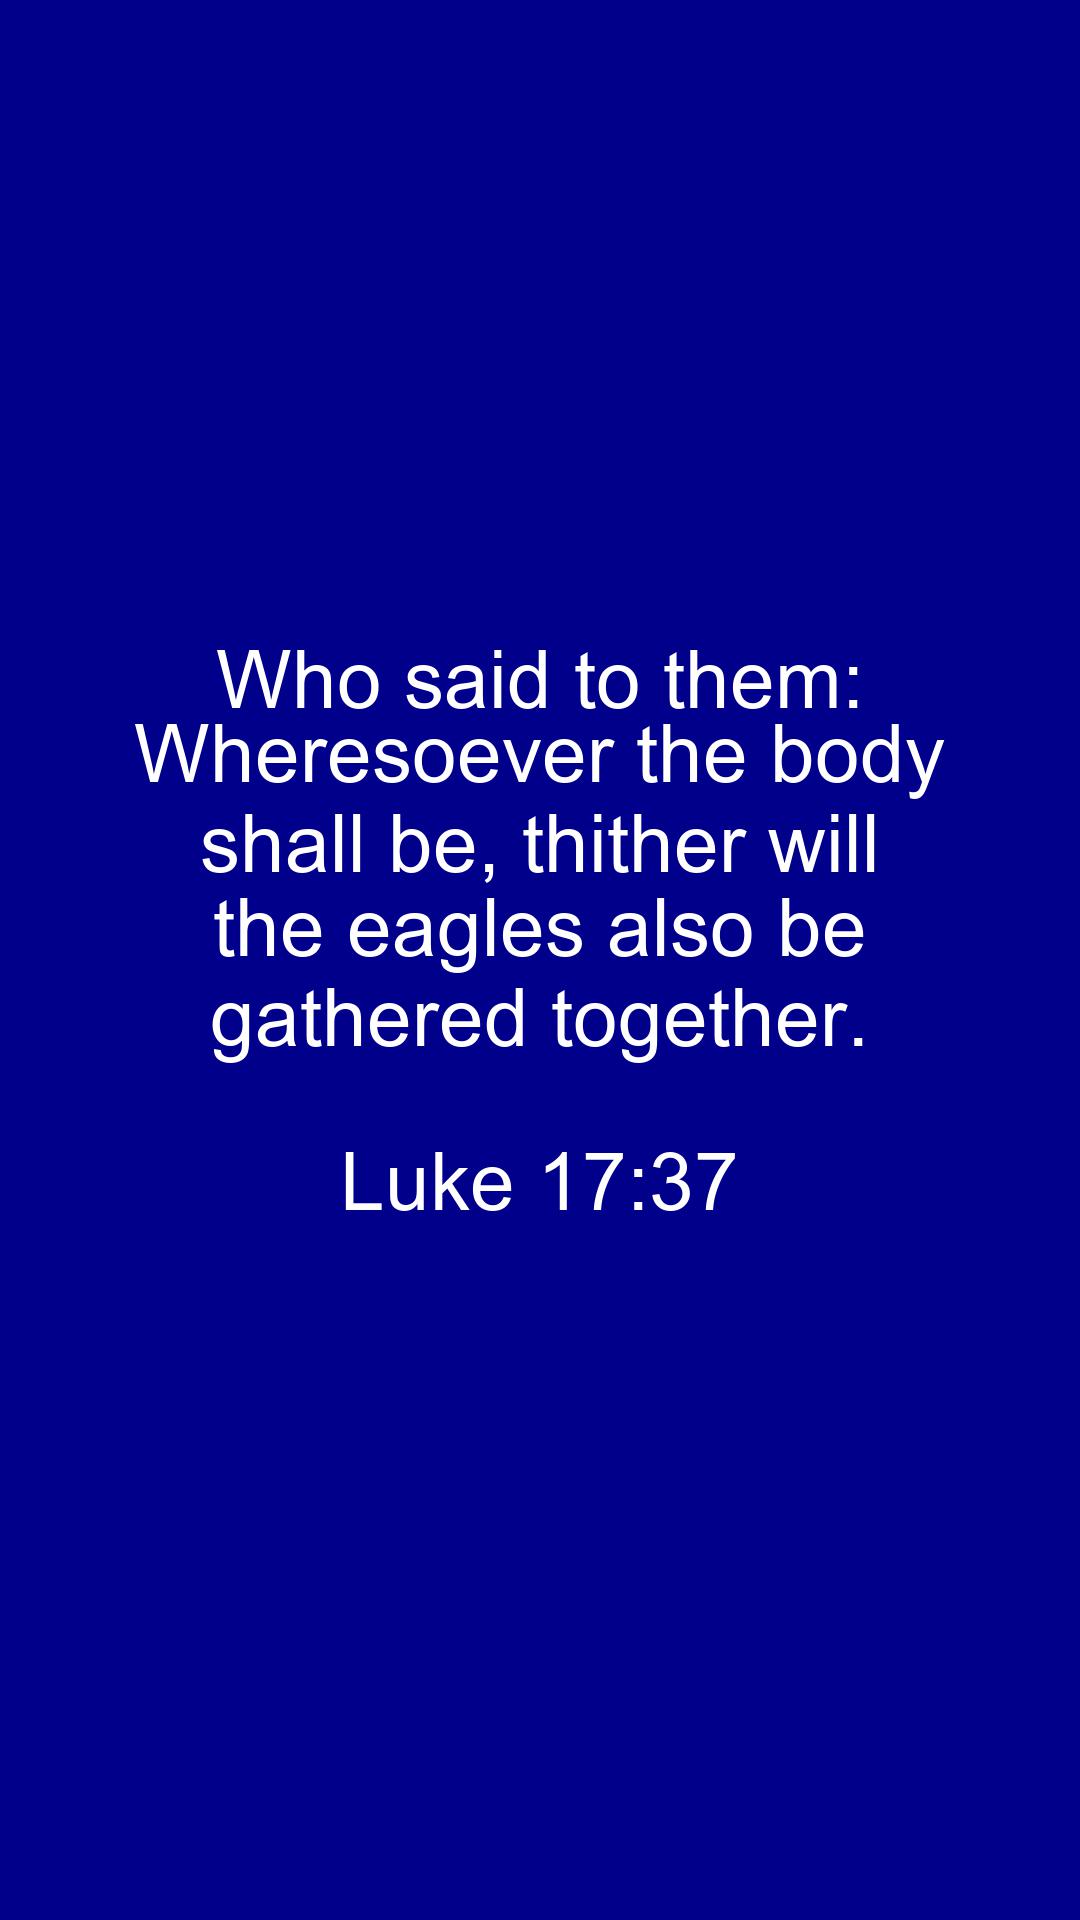 Who said to them:
Wheresoever the body
shall be, thither will
the eagles also be
gathered together.
Luke 17:37